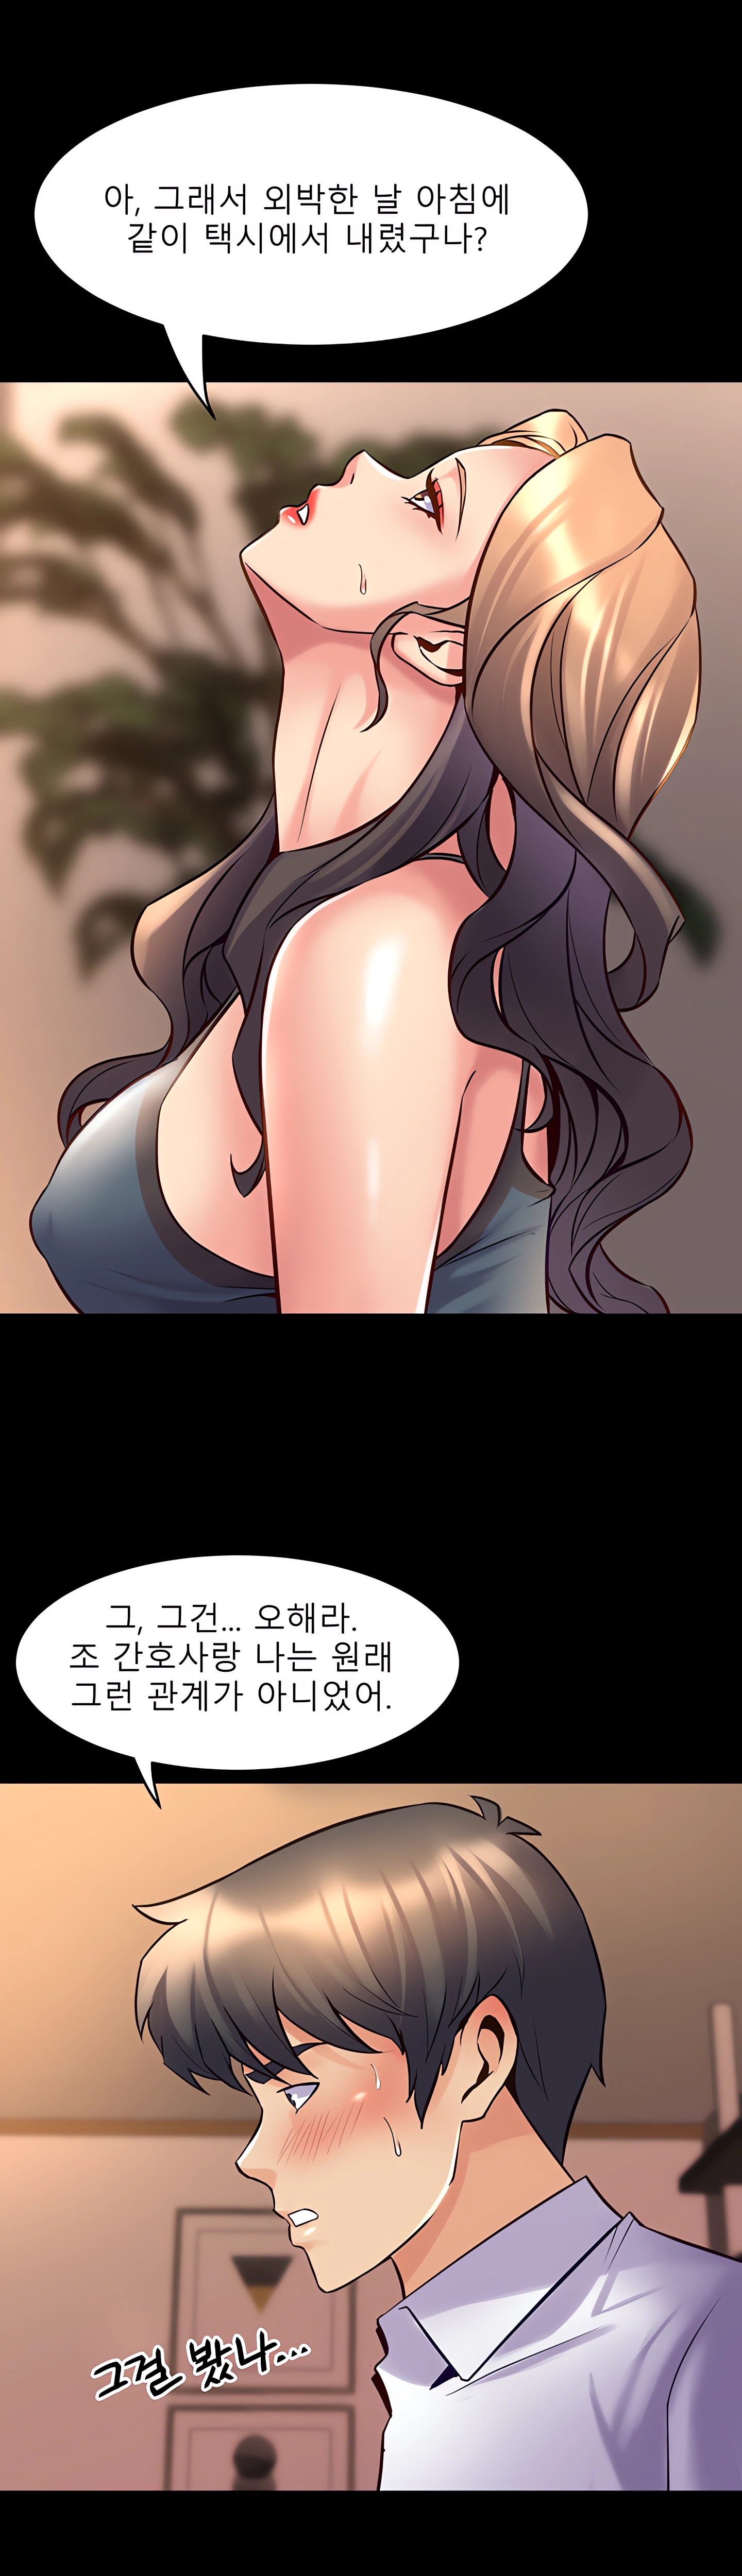 아, 그래서 외박한 날 아침에
같이 택시에서 내렸구나?
그, 그건... 오해라.
조 간호사랑 나는 원래
그런 관계가 아니었어.
그걸 봤나...